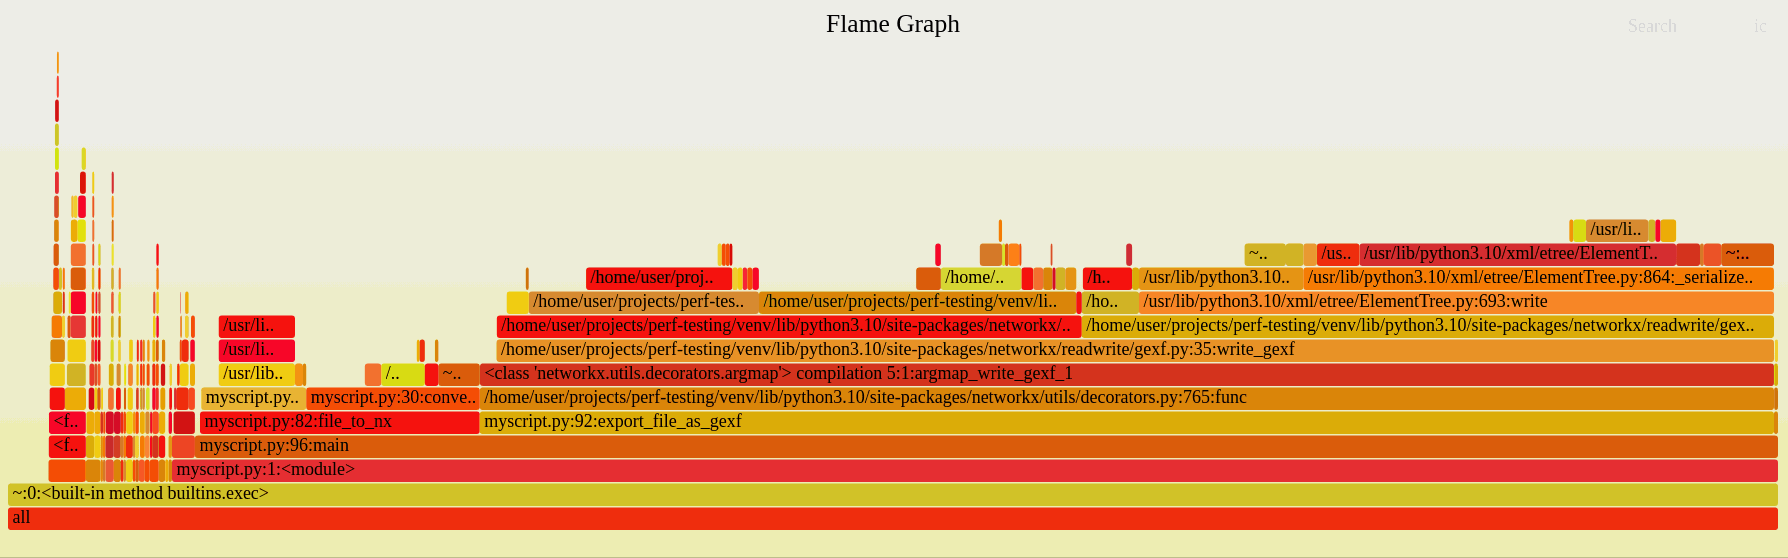 Flame Graph
Search ic
/usr/li..
~.. /us.. /usr/lib/python3.10/xml/etree/ElementT.. ~:..
/home/user/proj.. /home/.. /h.. /usr/lib/python3.10.. /usr/lib/python3.10/xml/etree/ElementTree.py:864:_serialize..
/home/user/projects/perf-tes.. /home/user/projects/perf-testing/venv/li.. /ho.. /usr/lib/python3.10/xml/etree/ElementTree.py:693:write
/usr/li.. /home/user/projects/perf-testing/venv/lib/python3.10/site-packages/networkx/.. /home/user/projects/perf-testing/venv/lib/python3.10/site-packages/networkx/readwrite/gex..
/usr/li.. /home/user/projects/perf-testing/venv/lib/python3.10/site-packages/networkx/readwrite/gexf.py:35:write_gexf
/usr/lib.. /.. ~.. <class 'networkx.utils.decorators.argmap'> compilation 5:1:argmap_write_gexf_1
myscript.py.. myscript.py:30:conve.. /home/user/projects/perf-testing/venv/lib/python3.10/site-packages/networkx/utils/decorators.py:765:func
<f.. myscript.py:82:file_to_nx myscript.py:92:export_file_as_gexf
<f.. myscript.py:96:main
myscript.py:1:<module>
~:0:<built-in method builtins.exec>
all